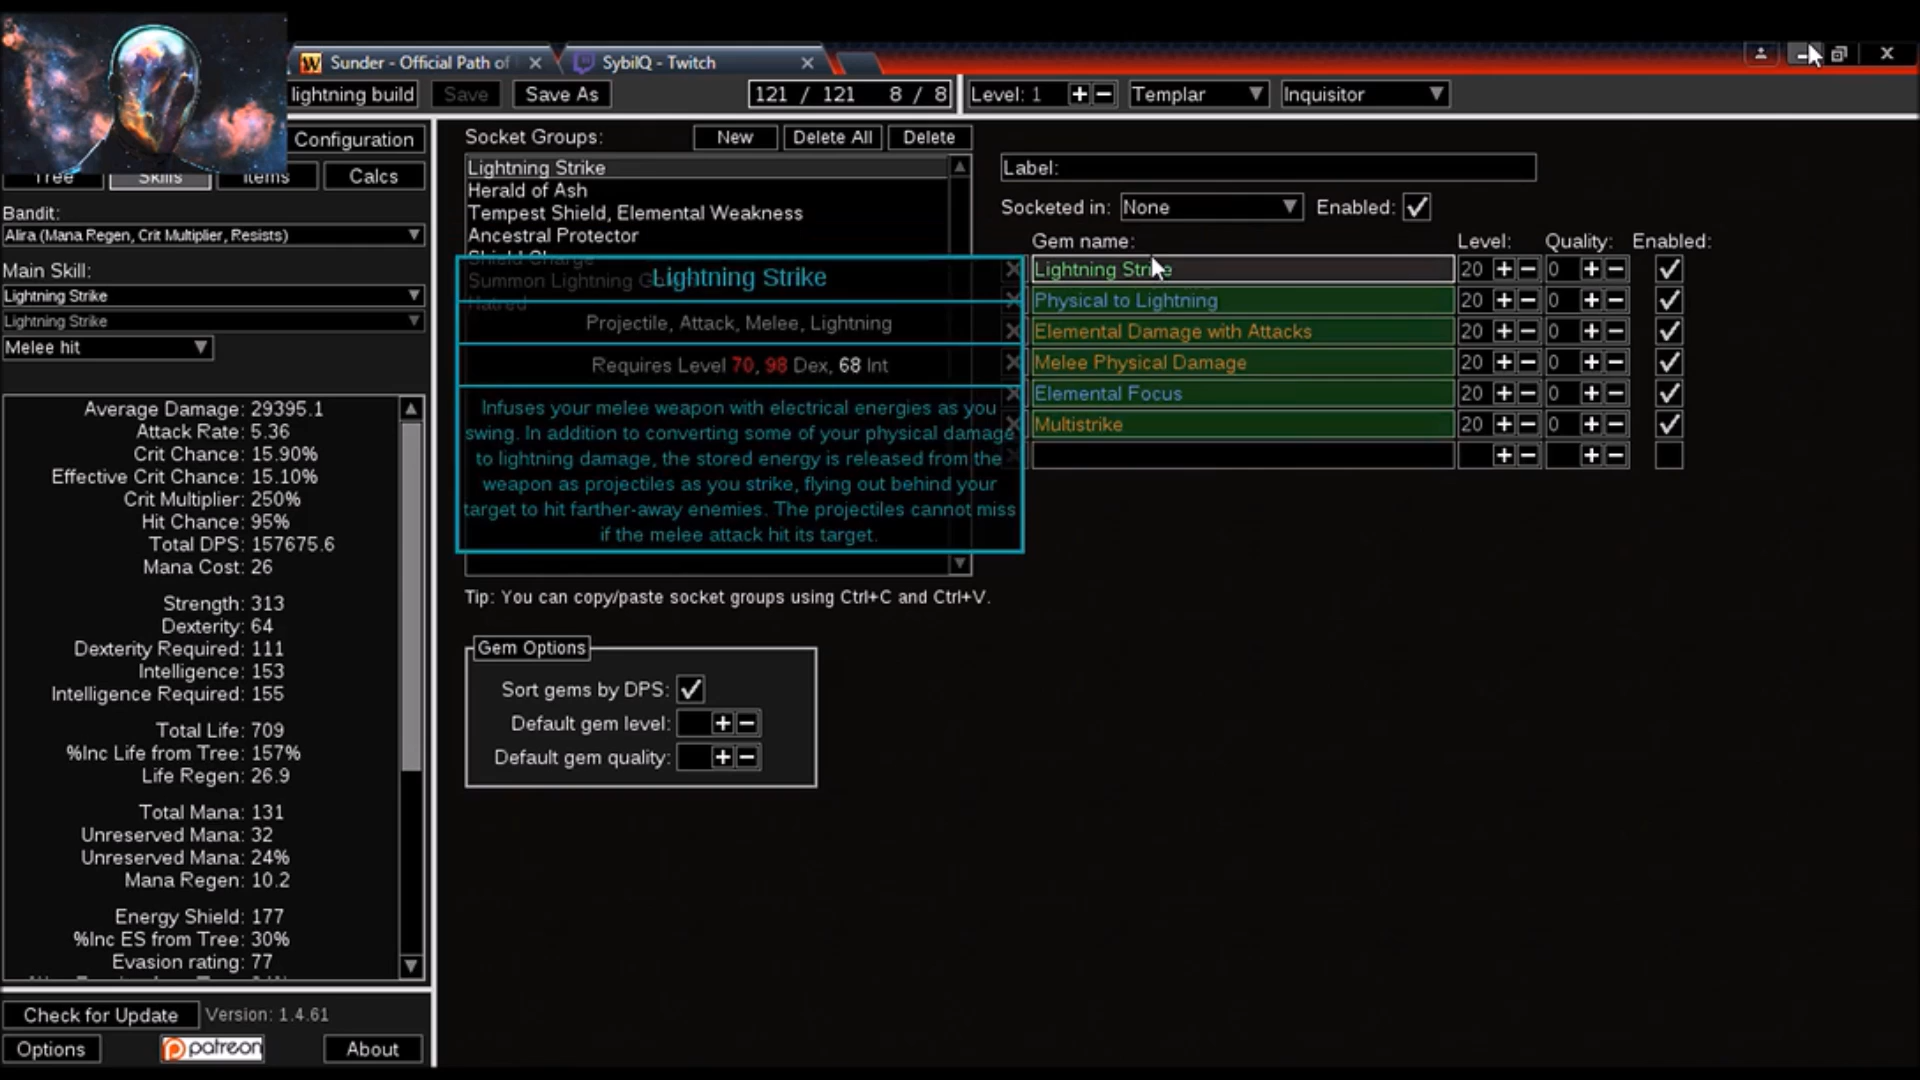 Sunder - Official Path of
SybilQ - Twitch
lightning build
Save
Save As
121 / 121 8 / 8
Level: 1
Templar
Inquisitor
Configuration
Tree
Skills
Items
Calcs
Bandit:
Alira (Mana Regen, Crit Multiplier, Resists)
Main Skill:
Lightning Strike
Lightning Strike
Melee hit
Average Damage: 29395.1
Attack Rate: 5.36
Crit Chance: 15.90%
Effective Crit Chance: 15.10%
Crit Multiplier: 250%
Hit Chance: 95%
Total DPS: 157675.6
Mana Cost: 26
Strength: 313
Dexterity: 64
Dexterity Required: 111
Intelligence: 153
Intelligence Required: 155
Total Life: 709
%Inc Life from Tree: 157%
Life Regen: 26.9
Total Mana: 131
Unreserved Mana: 32
Unreserved Mana: 24%
Mana Regen: 10.2
Energy Shield: 177
%Inc ES from Tree: 30%
Evasion rating: 77
Check for Update
Version: 1.4.61
Options
patreon
About
Socket Groups:
New
Delete All
Delete
Lightning Strike
Herald of Ash
Tempest Shield, Elemental Weakness
Ancestral Protector
Shield Charge
Summon Lightning
Hatred
Lightning Strike
Projectile, Attack, Melee, Lightning
Requires Level 70, 98 Dex, 68 Int
Infuses your melee weapon with electrical energies as you
swing. In addition to converting some of your physical damage
to lightning damage, the stored energy is released from the
weapon as projectiles as you strike, flying out behind your
target to hit farther-away enemies. The projectiles cannot miss
if the melee attack hit its target.
Tip: You can copy/paste socket groups using Ctrl+C and Ctrl+V.
Gem Options
Sort gems by DPS:
Default gem level:
Default gem quality:
Label:
Socketed in: None
Enabled:
Gem name: Level: Quality: Enabled:
Lightning Strike 20 0
Physical to Lightning 20 0
Elemental Damage with Attacks 20 0
Melee Physical Damage 20 0
Elemental Focus 20 0
Multistrike 20 0